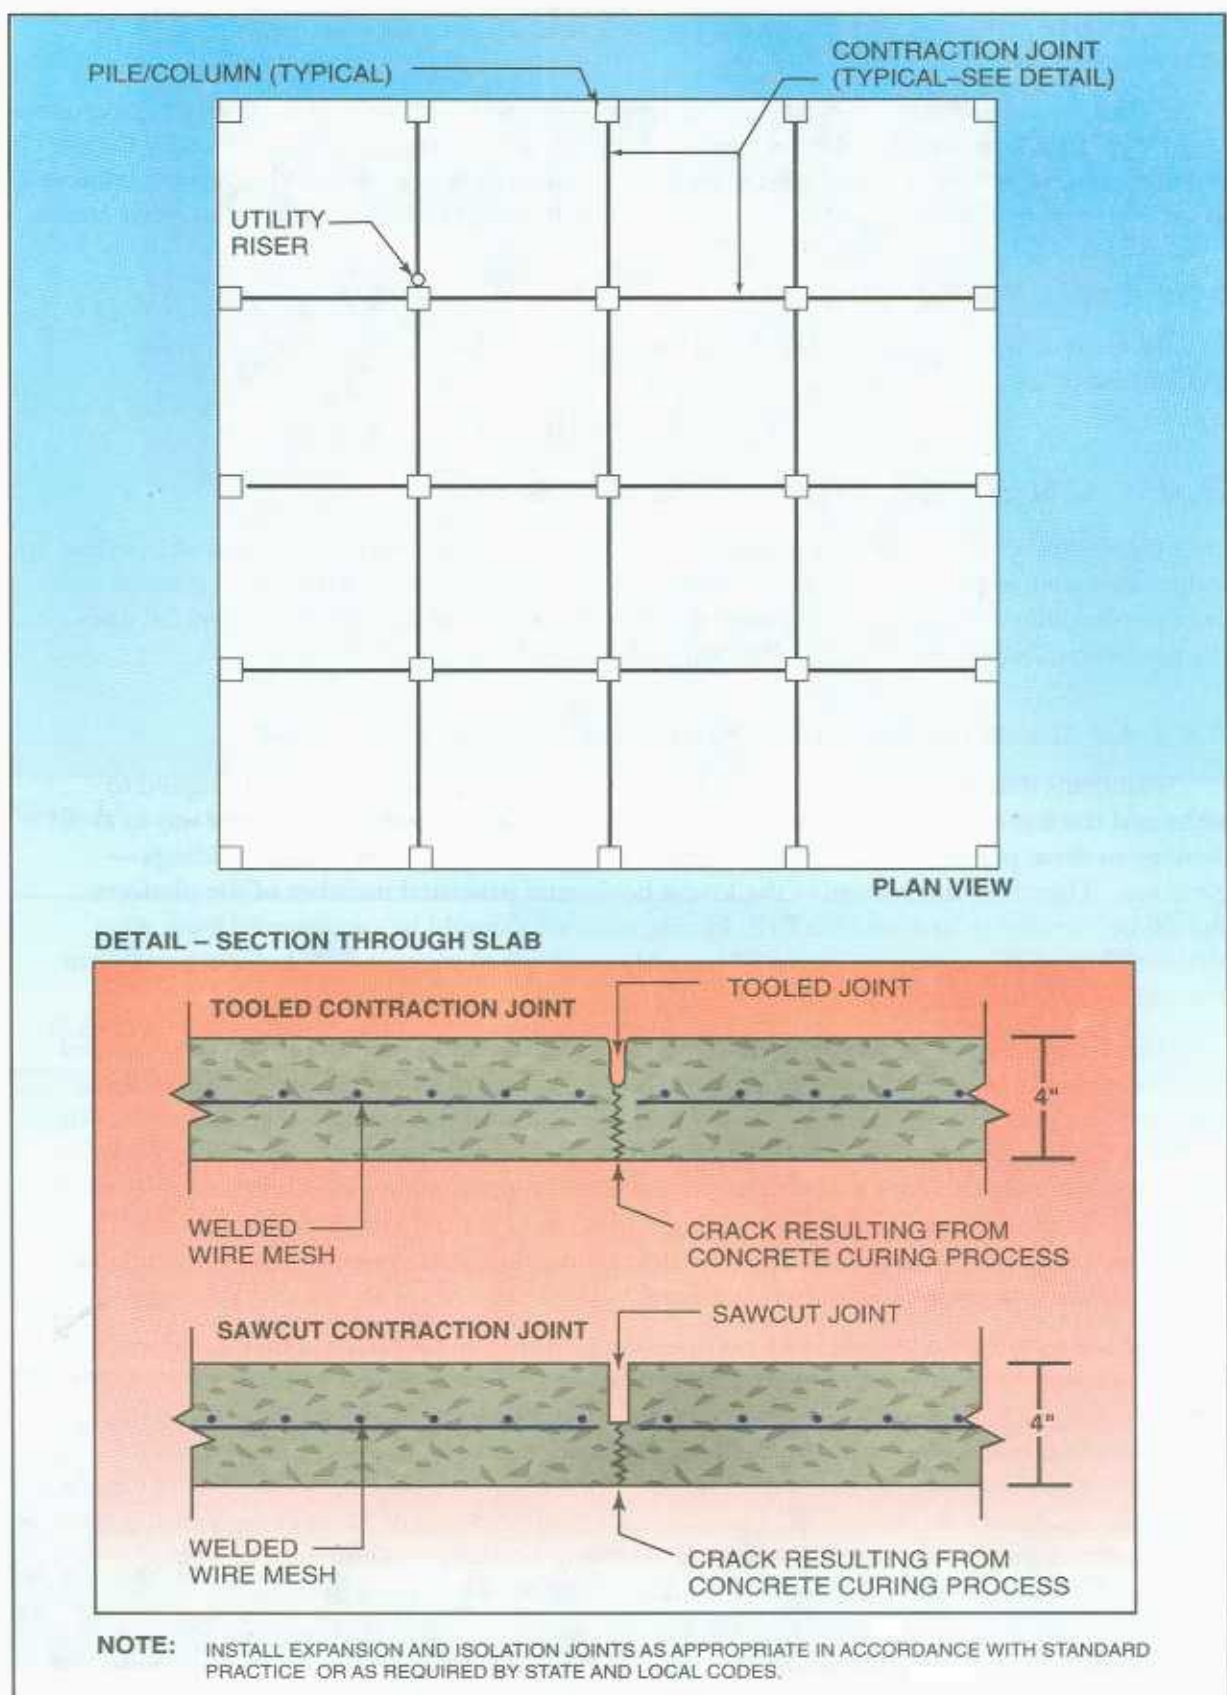 PILE/COLUMN (TYPICAL)
CONTRACTION JOINT
(TYPICAL–SEE DETAIL)
UTILITY
RISER
PLAN VIEW
DETAIL – SECTION THROUGH SLAB
TOOLED CONTRACTION JOINT
TOOLED JOINT
4"
WELDED
WIRE MESH
CRACK RESULTING FROM
CONCRETE CURING PROCESS
SAWCUT CONTRACTION JOINT
SAWCUT JOINT
4"
WELDED
WIRE MESH
CRACK RESULTING FROM
CONCRETE CURING PROCESS
NOTE:
INSTALL EXPANSION AND ISOLATION JOINTS AS APPROPRIATE IN ACCORDANCE WITH STANDARD
PRACTICE OR AS REQUIRED BY STATE AND LOCAL CODES.